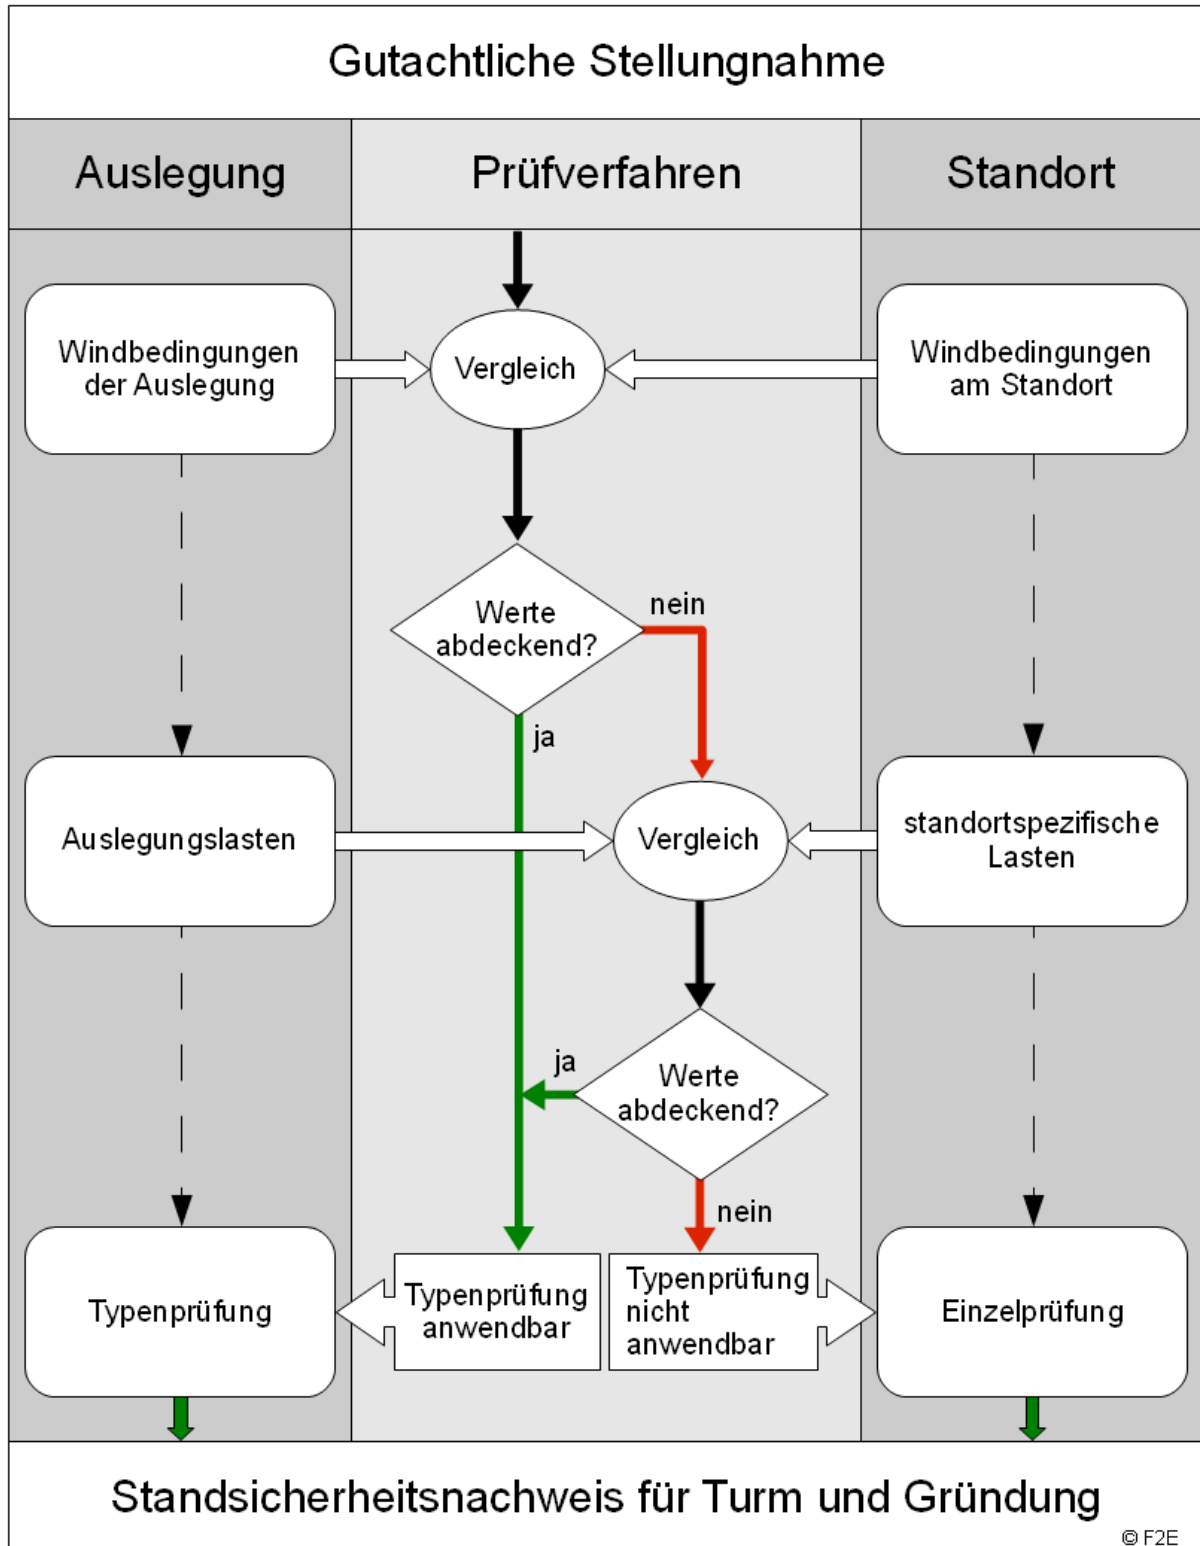 Gutachtliche Stellungnahme
Auslegung
Prüfverfahren
Standort
Windbedingungen
der Auslegung
Vergleich
Windbedingungen
am Standort
Werte
abdeckend?
nein
ja
Auslegungslasten
Vergleich
standortspezifische
Lasten
ja
Werte
abdeckend?
nein
Typenprüfung
Typenprüfung
anwendbar
Typenprüfung
nicht
anwendbar
Einzelprüfung
Standsicherheitsnachweis für Turm und Gründung
© F2E